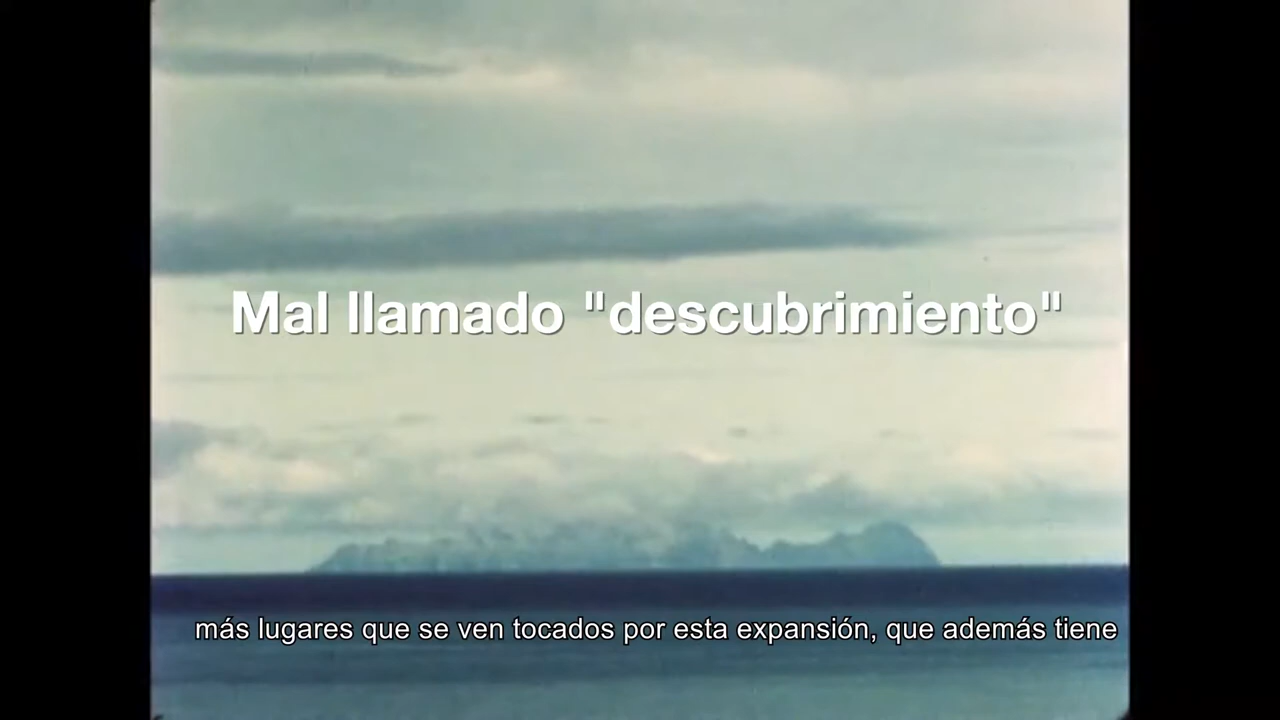 Mal llamado "descubrimiento"
más lugares que se ven tocados por esta expansión, que además tiene